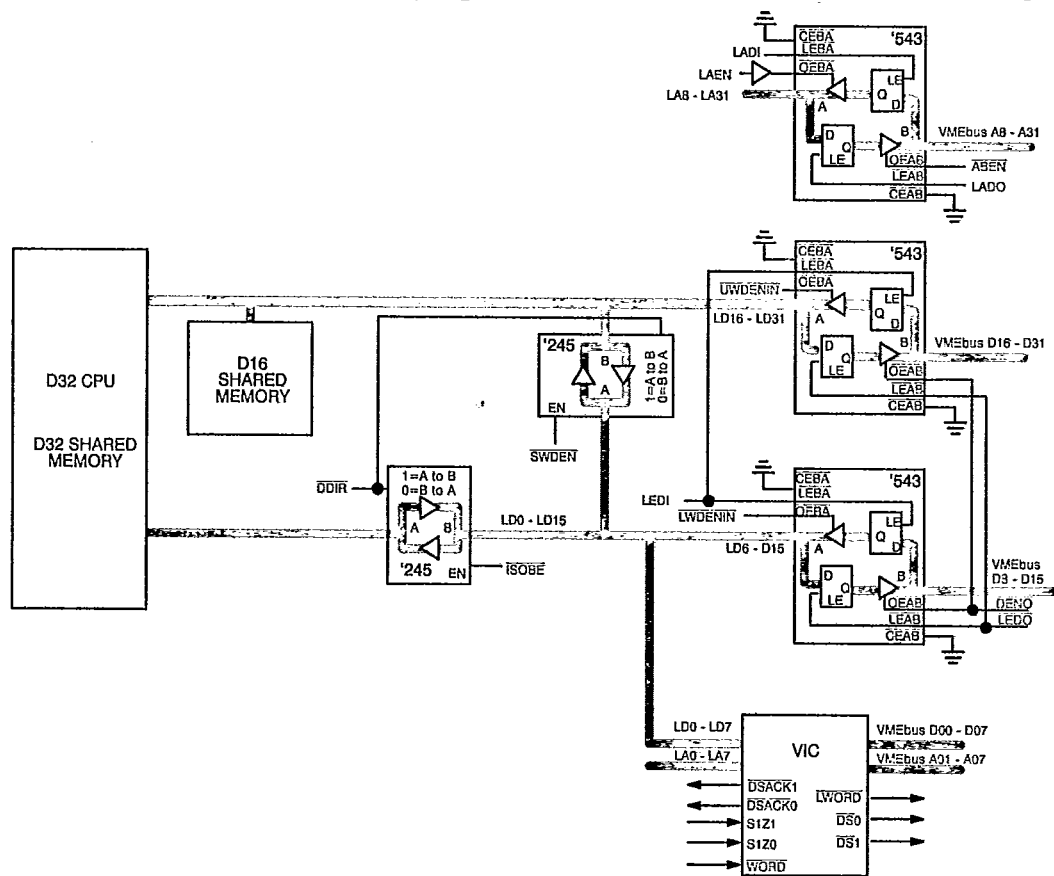 '543
CEBA
LEBA
OEBA
LADI
LAEN
LA8 - LA31
LE
Q
D
A
D
Q
LE
B
VMEbus A8 - A31
OEAB
ABEN
LEAB
LADO
CEAB
'543
CEBA
LEBA
OEBA
UWDENIN
LD16 - LD31
LE
Q
D
A
D
Q
LE
B
VMEbus D16 - D31
OEAB
LEAB
CEAB
D32 CPU
D32 SHARED
MEMORY
D16
SHARED
MEMORY
'245
B
A
1=A to B
0=B to A
EN
SWDEN
DDIR
1=A to B
0=B to A
A
B
'245
EN
ISOBE
LD0 - LD15
LEDI
LWDENIN
LD6 - D15
'543
CEBA
LEBA
OEBA
LE
Q
D
A
D
Q
LE
B
VMEbus
D3 - D15
OEAB
DENO
LEAB
LEDO
CEAB
LD0 - LD7
LA0 - LA7
VIC
VMEbus D00 - D07
VMEbus A01 - A07
DSACK1
DSACK0
S1Z1
S1Z0
WORD
LWORD
DS0
DS1